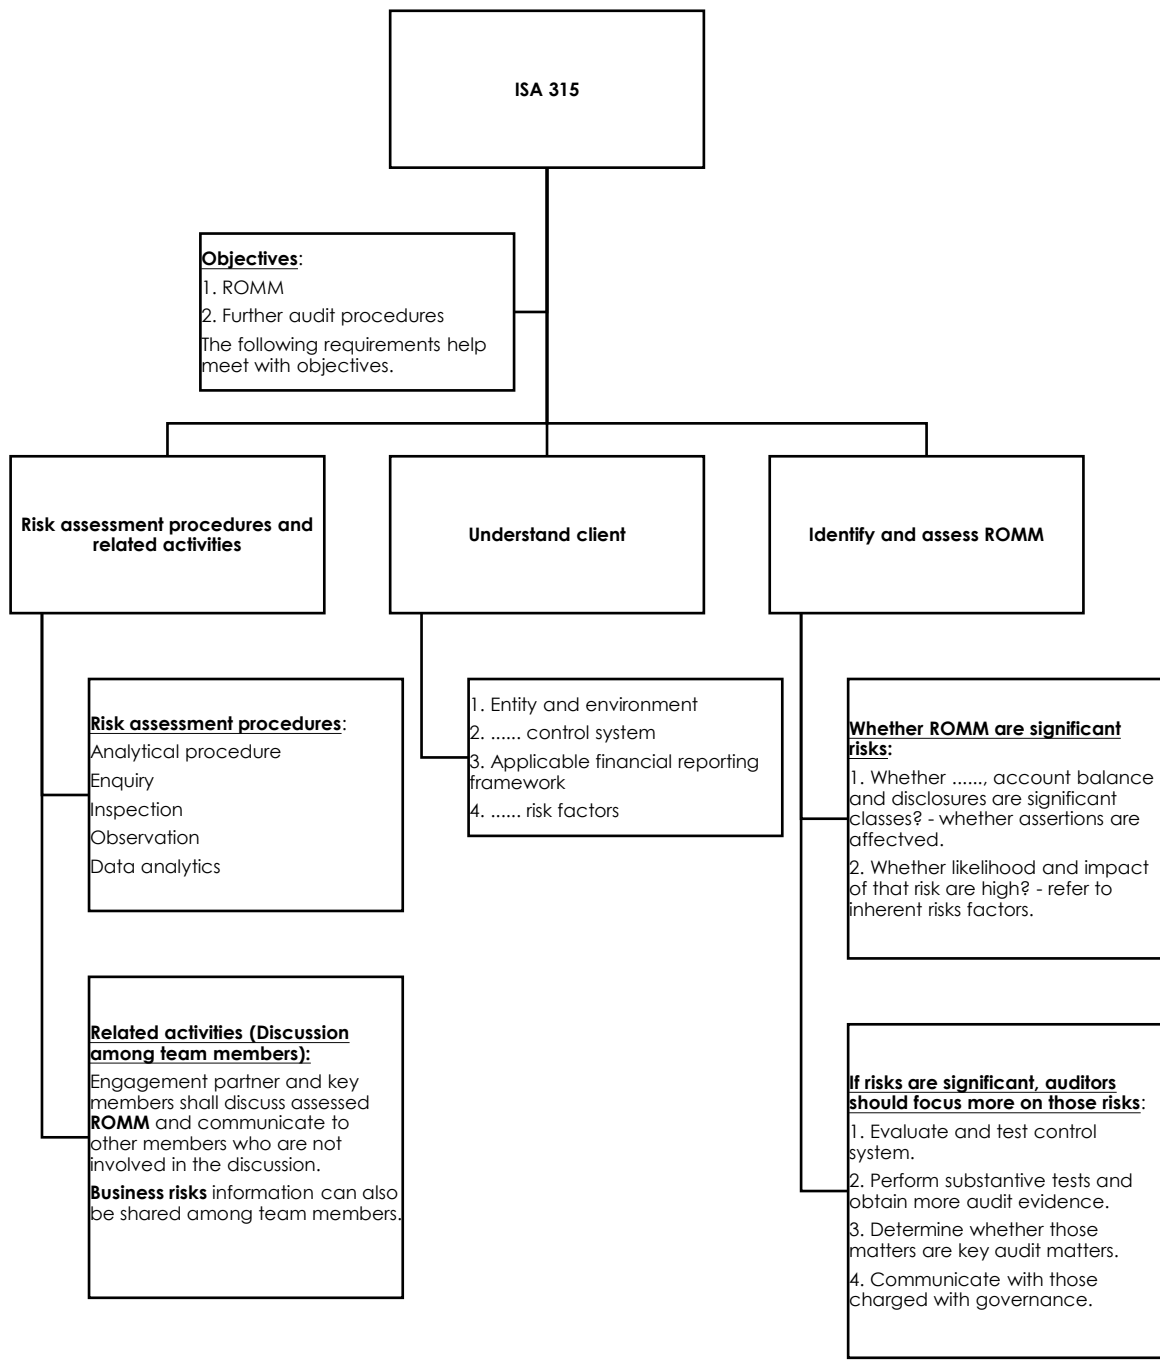 ISA 315
Objectives:
1. ROMM
2. Further audit procedures
The following requirements help
meet with objectives.
Risk assessment procedures and
related activities
Understand client
Identify and assess ROMM
Risk assessment procedures:
Analytical procedure
Enquiry
Inspection
Observation
Data analytics
Related activities (Discussion
among team members):
Engagement partner and key
members shall discuss assessed
ROMM and communicate to
other members who are not
involved in the discussion.
Business risks information can also
be shared among team members.
1. Entity and environment
2. ...... control system
3. Applicable financial reporting
framework
4. ...... risk factors
Whether ROMM are significant
risks:
1. Whether ......, account balance
and disclosures are significant
classes? - whether assertions are
affectved.
2. Whether likelihood and impact
of that risk are high? - refer to
inherent risks factors.
If risks are significant, auditors
should focus more on those risks:
1. Evaluate and test control
system.
2. Perform substantive tests and
obtain more audit evidence.
3. Determine whether those
matters are key audit matters.
4. Communicate with those
charged with governance.